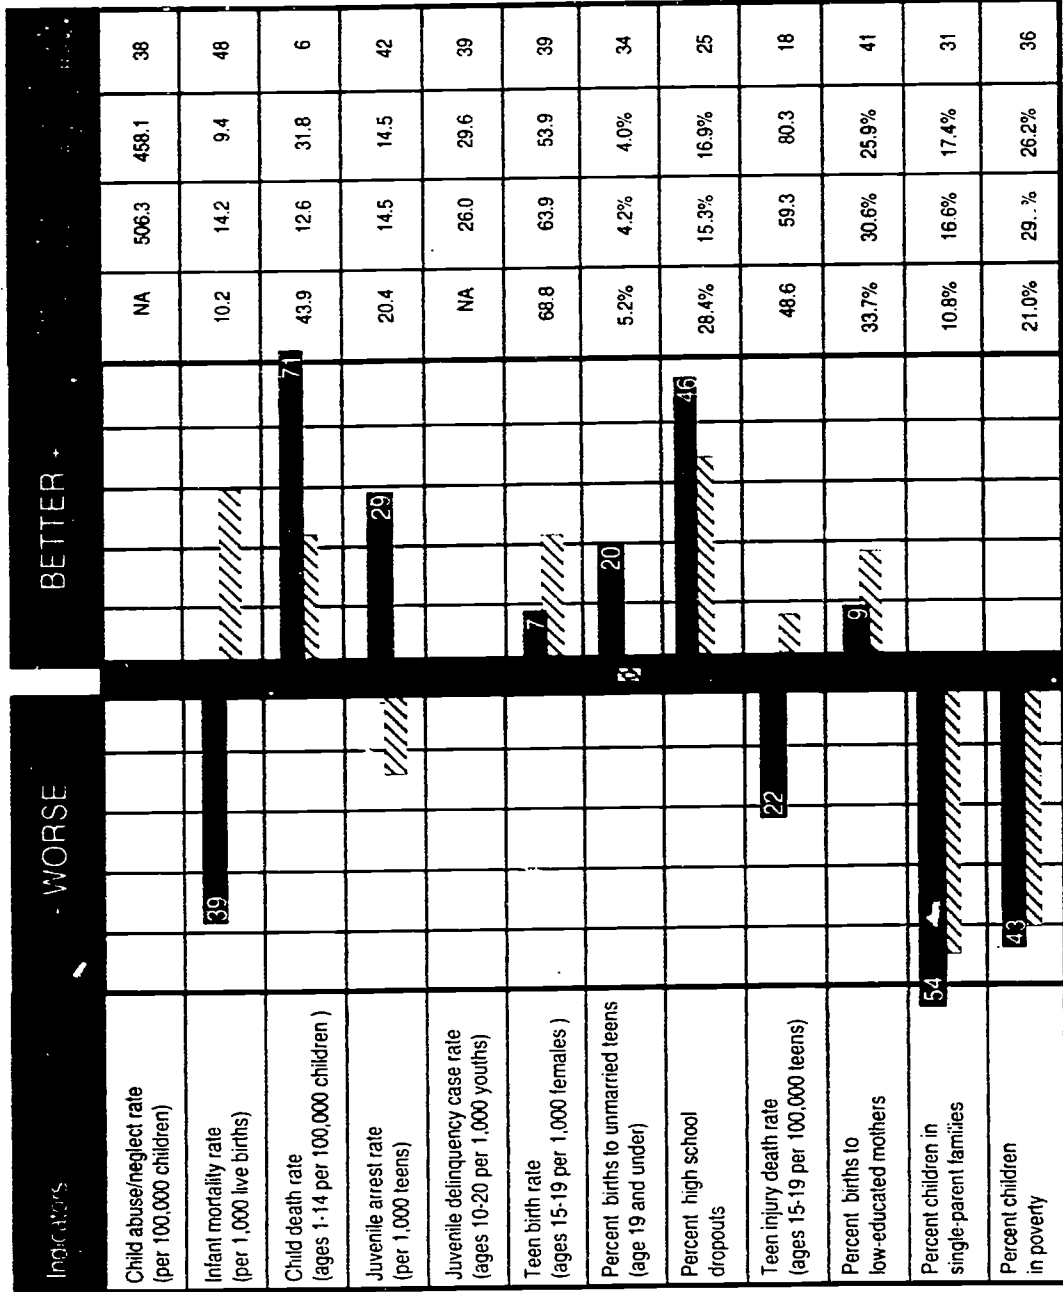 Indicators - WORSE BETTER +
Child abuse/neglect rate
(per 100,000 children)
NA 506.3 458.1 38
Infant mortality rate
(per 1,000 live births)
39 10.2 14.2 9.4 48
Child death rate
(ages 1-14 per 100,000 children )
71 43.9 12.6 31.8 6
Juvenile arrest rate
(per 1,000 teens)
29 20.4 14.5 14.5 42
Juvenile delinquency case rate
(ages 10-20 per 1,000 youths)
NA 26.0 29.6 39
Teen birth rate
(ages 15-19 per 1,000 females )
7 68.8 63.9 53.9 39
Percent births to unmarried teens
(age 19 and under)
20 5.2% 4.2% 4.0% 34
Percent high school
dropouts
46 28.4% 15.3% 16.9% 25
Teen injury death rate
(ages 15-19 per 100,000 teens)
22 48.6 59.3 80.3 18
Percent births to
low-educated mothers
9 33.7% 30.6% 25.9% 41
Percent children in
single-parent families
54 10.8% 16.6% 17.4% 31
Percent children
in poverty
43 21.0% 26.2% 36